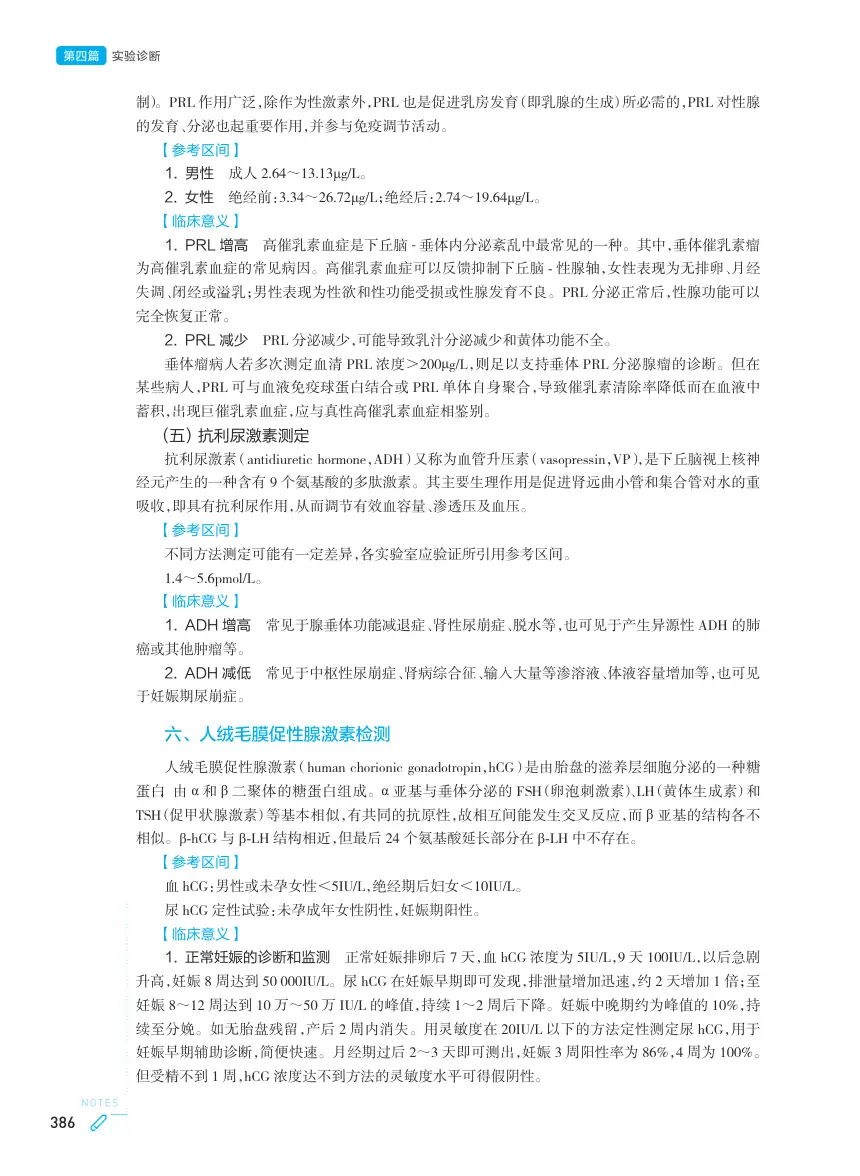 第四篇 实验诊断
制)。PRL 作用广泛,除作为性激素外,PRL 也是促进乳房发育(即乳腺的生成)所必需的,PRL 对性腺
的发育、分泌也起重要作用,并参与免疫调节活动。
【参考区间】
1. 男性 成人 2.64～13.13μg/L。
2. 女性 绝经前:3.34～26.72μg/L;绝经后:2.74～19.64μg/L。
【临床意义】
1. PRL 增高 高催乳素血症是下丘脑 - 垂体内分泌紊乱中最常见的一种。其中,垂体催乳素瘤
为高催乳素血症的常见病因。高催乳素血症可以反馈抑制下丘脑 - 性腺轴,女性表现为无排卵、月经
失调、闭经或溢乳;男性表现为性欲和性功能受损或性腺发育不良。PRL 分泌正常后,性腺功能可以
完全恢复正常。
2. PRL 减少 PRL 分泌减少,可能导致乳汁分泌减少和黄体功能不全。
垂体瘤病人若多次测定血清 PRL 浓度＞200μg/L,则足以支持垂体 PRL 分泌腺瘤的诊断。但在
某些病人,PRL 可与血液免疫球蛋白结合或 PRL 单体自身聚合,导致催乳素清除率降低而在血液中
蓄积,出现巨催乳素血症,应与真性高催乳素血症相鉴别。
(五) 抗利尿激素测定
抗利尿激素(antidiuretic hormone,ADH)又称为血管升压素(vasopressin,VP),是下丘脑视上核神
经元产生的一种含有 9 个氨基酸的多肽激素。其主要生理作用是促进肾远曲小管和集合管对水的重
吸收,即具有抗利尿作用,从而调节有效血容量、渗透压及血压。
【参考区间】
不同方法测定可能有一定差异,各实验室应验证所引用参考区间。
1.4～5.6pmol/L。
【临床意义】
1. ADH 增高 常见于腺垂体功能减退症、肾性尿崩症、脱水等,也可见于产生异源性 ADH 的肺
癌或其他肿瘤等。
2. ADH 减低 常见于中枢性尿崩症、肾病综合征、输入大量等渗溶液、体液容量增加等,也可见
于妊娠期尿崩症。
六、人绒毛膜促性腺激素检测
人绒毛膜促性腺激素(human chorionic gonadotropin,hCG)是由胎盘的滋养层细胞分泌的一种糖
蛋白 由 α 和 β 二聚体的糖蛋白组成。α 亚基与垂体分泌的 FSH(卵泡刺激素)、LH(黄体生成素)和
TSH(促甲状腺激素)等基本相似,有共同的抗原性,故相互间能发生交叉反应,而 β 亚基的结构各不
相似。β-hCG 与 β-LH 结构相近,但最后 24 个氨基酸延长部分在 β-LH 中不存在。
【参考区间】
血 hCG:男性或未孕女性＜5IU/L,绝经期后妇女＜10IU/L。
尿 hCG 定性试验:未孕成年女性阴性,妊娠期阳性。
【临床意义】
1. 正常妊娠的诊断和监测 正常妊娠排卵后 7 天,血 hCG 浓度为 5IU/L,9 天 100IU/L,以后急剧
升高,妊娠 8 周达到 50 000IU/L。尿 hCG 在妊娠早期即可发现,排泄量增加迅速,约 2 天增加 1 倍;至
妊娠 8～12 周达到 10 万～50 万 IU/L 的峰值,持续 1～2 周后下降。妊娠中晚期约为峰值的 10%,持
续至分娩。如无胎盘残留,产后 2 周内消失。用灵敏度在 20IU/L 以下的方法定性测定尿 hCG,用于
妊娠早期辅助诊断,简便快速。月经期过后 2～3 天即可测出,妊娠 3 周阳性率为 86%,4 周为 100%。
但受精不到 1 周,hCG 浓度达不到方法的灵敏度水平可得假阴性。
NOTES
386